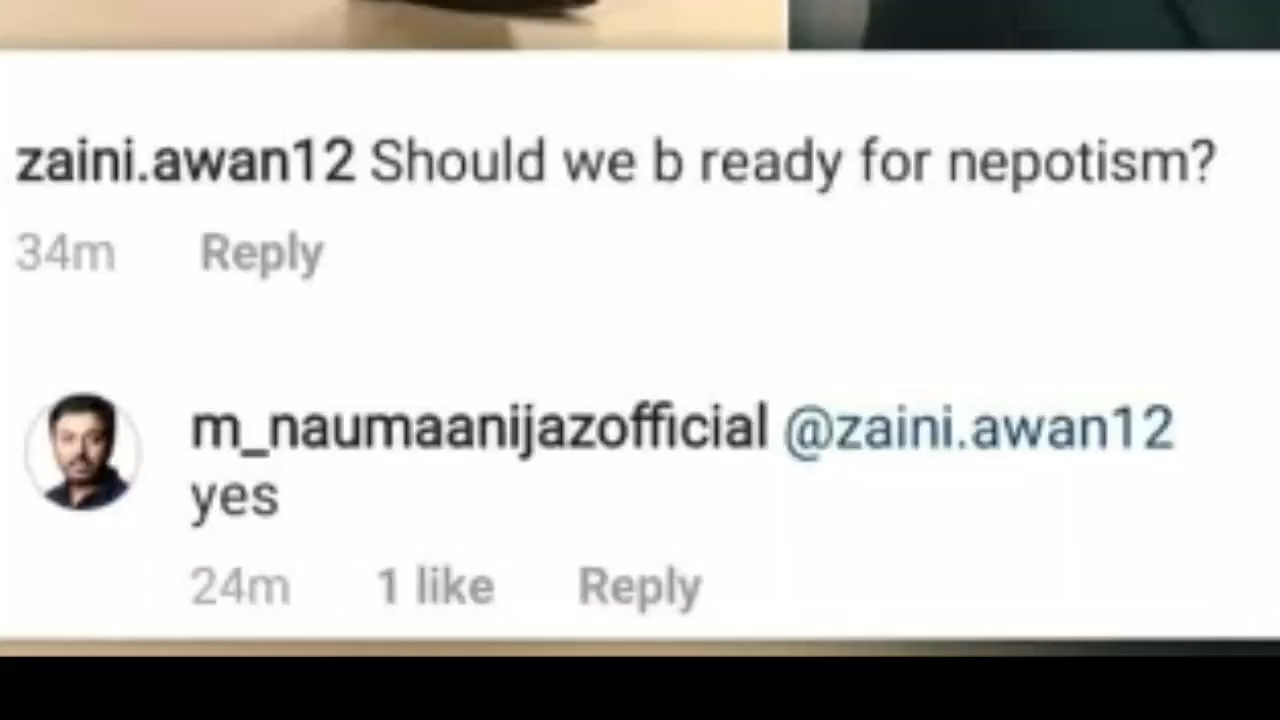 zaini.awan12 Should we b ready for nepotism?
34m Reply
m_naumaanijazofficial @zaini.awan12
yes
24m 1 like Reply